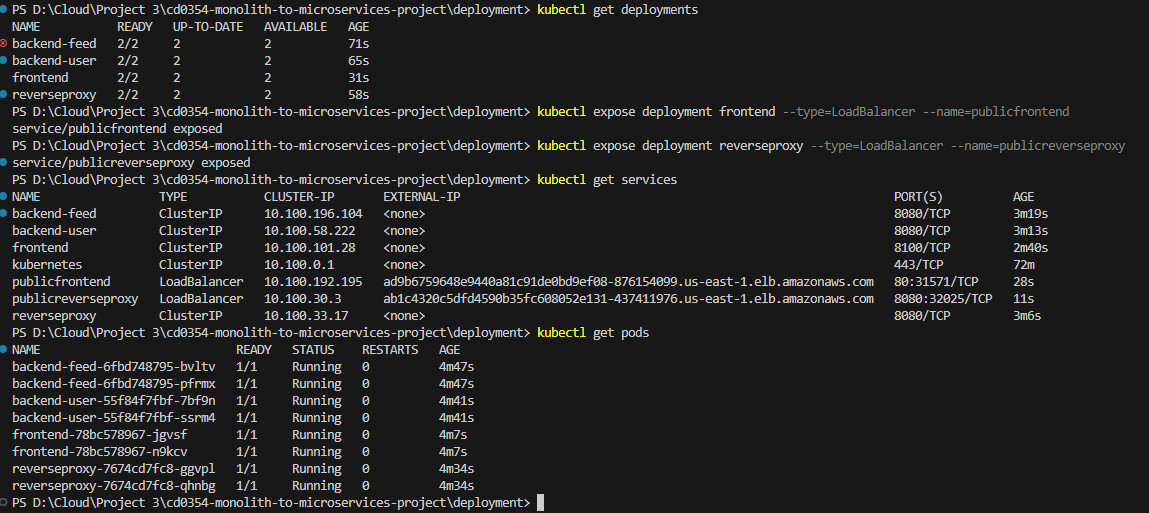 PS D:\Cloud\Project 3\cd0354-monolith-to-microservices-project\deployment> kubectl get deployments
NAME READY UP-TO-DATE AVAILABLE AGE
backend-feed 2/2 2 2 71s
backend-user 2/2 2 2 65s
frontend 2/2 2 2 31s
reverseproxy 2/2 2 2 58s
PS D:\Cloud\Project 3\cd0354-monolith-to-microservices-project\deployment> kubectl expose deployment frontend --type=LoadBalancer --name=publicfrontend
service/publicfrontend exposed
PS D:\Cloud\Project 3\cd0354-monolith-to-microservices-project\deployment> kubectl expose deployment reverseproxy --type=LoadBalancer --name=publicreverseproxy
service/publicreverseproxy exposed
PS D:\Cloud\Project 3\cd0354-monolith-to-microservices-project\deployment> kubectl get services
NAME TYPE CLUSTER-IP EXTERNAL-IP PORT(S) AGE
backend-feed ClusterIP 10.100.196.104 <none> 8080/TCP 3m19s
backend-user ClusterIP 10.100.58.222 <none> 8080/TCP 3m13s
frontend ClusterIP 10.100.101.28 <none> 8100/TCP 2m40s
kubernetes ClusterIP 10.100.0.1 <none> 443/TCP 72m
publicfrontend LoadBalancer 10.100.192.195 ad9b6759648e9440a81c91de0bd9ef08-876154099.us-east-1.elb.amazonaws.com 80:31571/TCP 28s
publicreverseproxy LoadBalancer 10.100.30.3 ab1c4320c5dfd4590b35fc608052e131-437411976.us-east-1.elb.amazonaws.com 8080:32025/TCP 11s
reverseproxy ClusterIP 10.100.33.17 <none> 8080/TCP 3m6s
PS D:\Cloud\Project 3\cd0354-monolith-to-microservices-project\deployment> kubectl get pods
NAME READY STATUS RESTARTS AGE
backend-feed-6fbd748795-bvltv 1/1 Running 0 4m47s
backend-feed-6fbd748795-pfrmx 1/1 Running 0 4m47s
backend-user-55f84f7fbf-7bf9n 1/1 Running 0 4m41s
backend-user-55f84f7fbf-ssrm4 1/1 Running 0 4m41s
frontend-78bc578967-jgvsf 1/1 Running 0 4m7s
frontend-78bc578967-n9kcv 1/1 Running 0 4m7s
reverseproxy-7674cd7fc8-ggvpl 1/1 Running 0 4m34s
reverseproxy-7674cd7fc8-qhnbg 1/1 Running 0 4m34s
PS D:\Cloud\Project 3\cd0354-monolith-to-microservices-project\deployment>